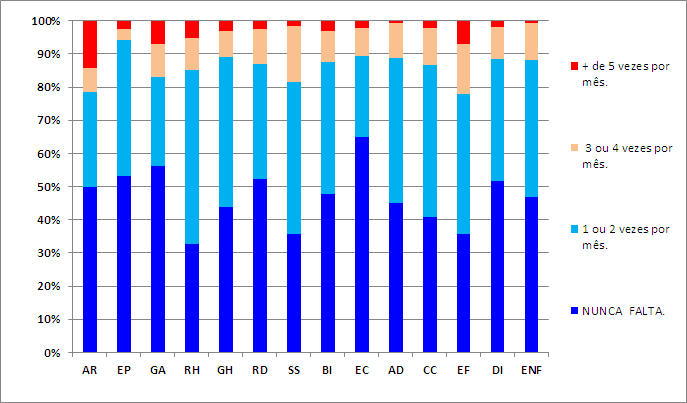 100%
90%
80%
70%
60%
50%
40%
30%
20%
10%
0%
AR EP GA RH GH RD SS BI EC AD CC EF DI ENF
+ de 5 vezes por
mês.
3 ou 4 vezes por
mês.
1 ou 2 vezes por
mês.
NUNCA FALTA.